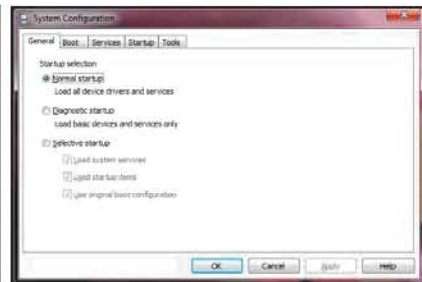 System Configuration
General Boot Services Startup Tools
Startup selection
Normal startup
Load all device drivers and services
Diagnostic startup
Load basic devices and services only
Selective startup
Load system services
Load startup items
Use original boot configuration
OK Cancel Apply Help